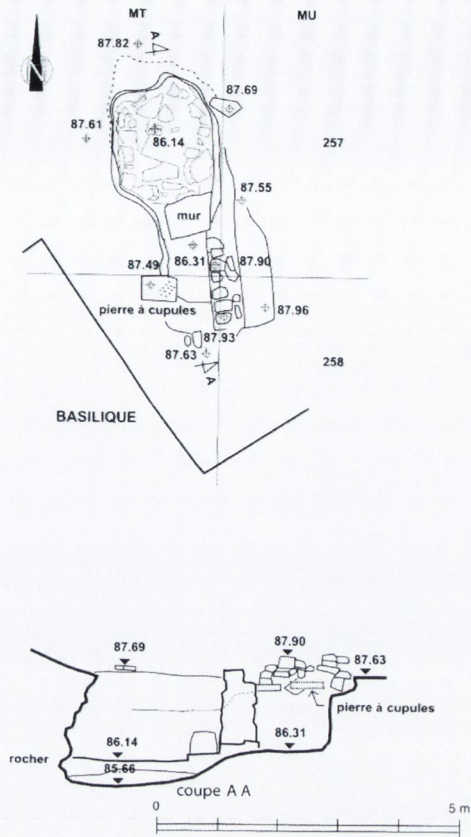 MT MU
N
87.82 A
87.69
87.61
86.14 257
87.55
mur
86.31 87.90
87.49
pierre à cupules 87.96
87.93
87.63 258
A
BASILIQUE
87.69 87.90 87.63
pierre à cupules
86.14 86.31
rocher
85.66
coupe A A
0 5 m